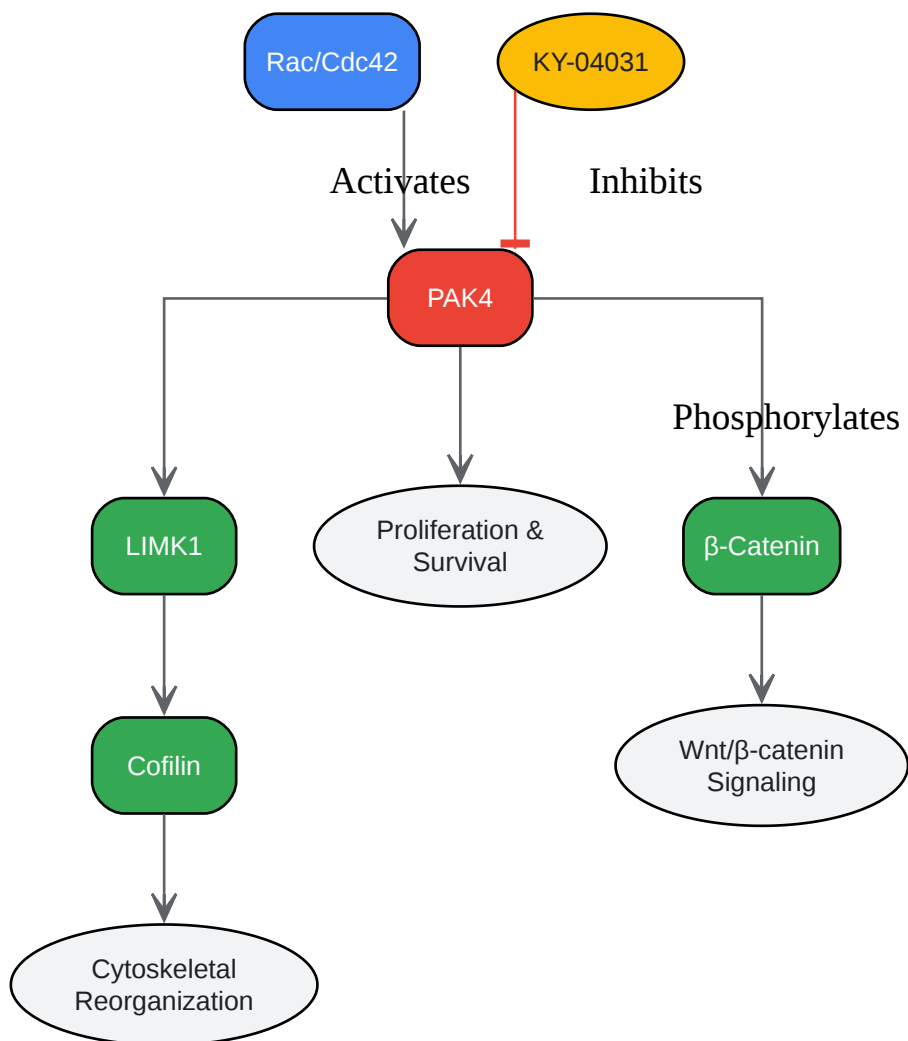 Rac/Cdc42
KY-04031
Activates
Inhibits
PAK4
Phosphorylates
LIMK1
Proliferation &
Survival
β-Catenin
Cofilin
Wnt/β-catenin
Signaling
Cytoskeletal
Reorganization